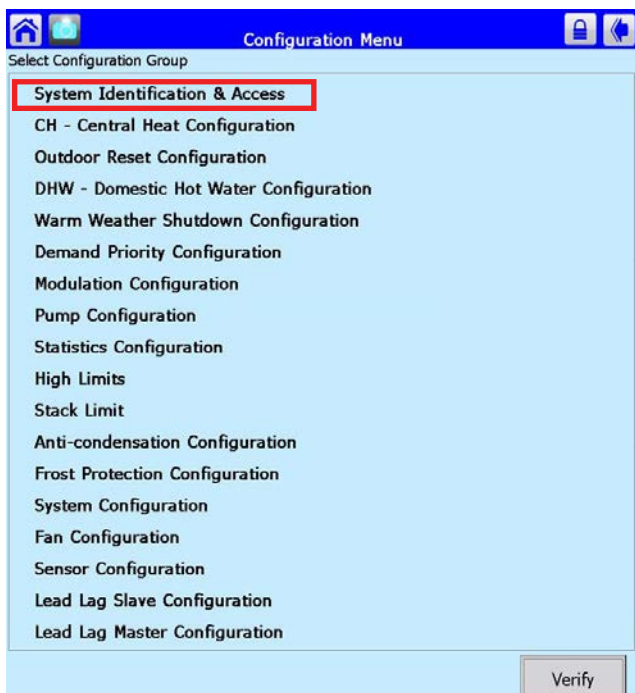 Configuration Menu
Select Configuration Group
System Identification & Access
CH - Central Heat Configuration
Outdoor Reset Configuration
DHW - Domestic Hot Water Configuration
Warm Weather Shutdown Configuration
Demand Priority Configuration
Modulation Configuration
Pump Configuration
Statistics Configuration
High Limits
Stack Limit
Anti-condensation Configuration
Frost Protection Configuration
System Configuration
Fan Configuration
Sensor Configuration
Lead Lag Slave Configuration
Lead Lag Master Configuration
Verify